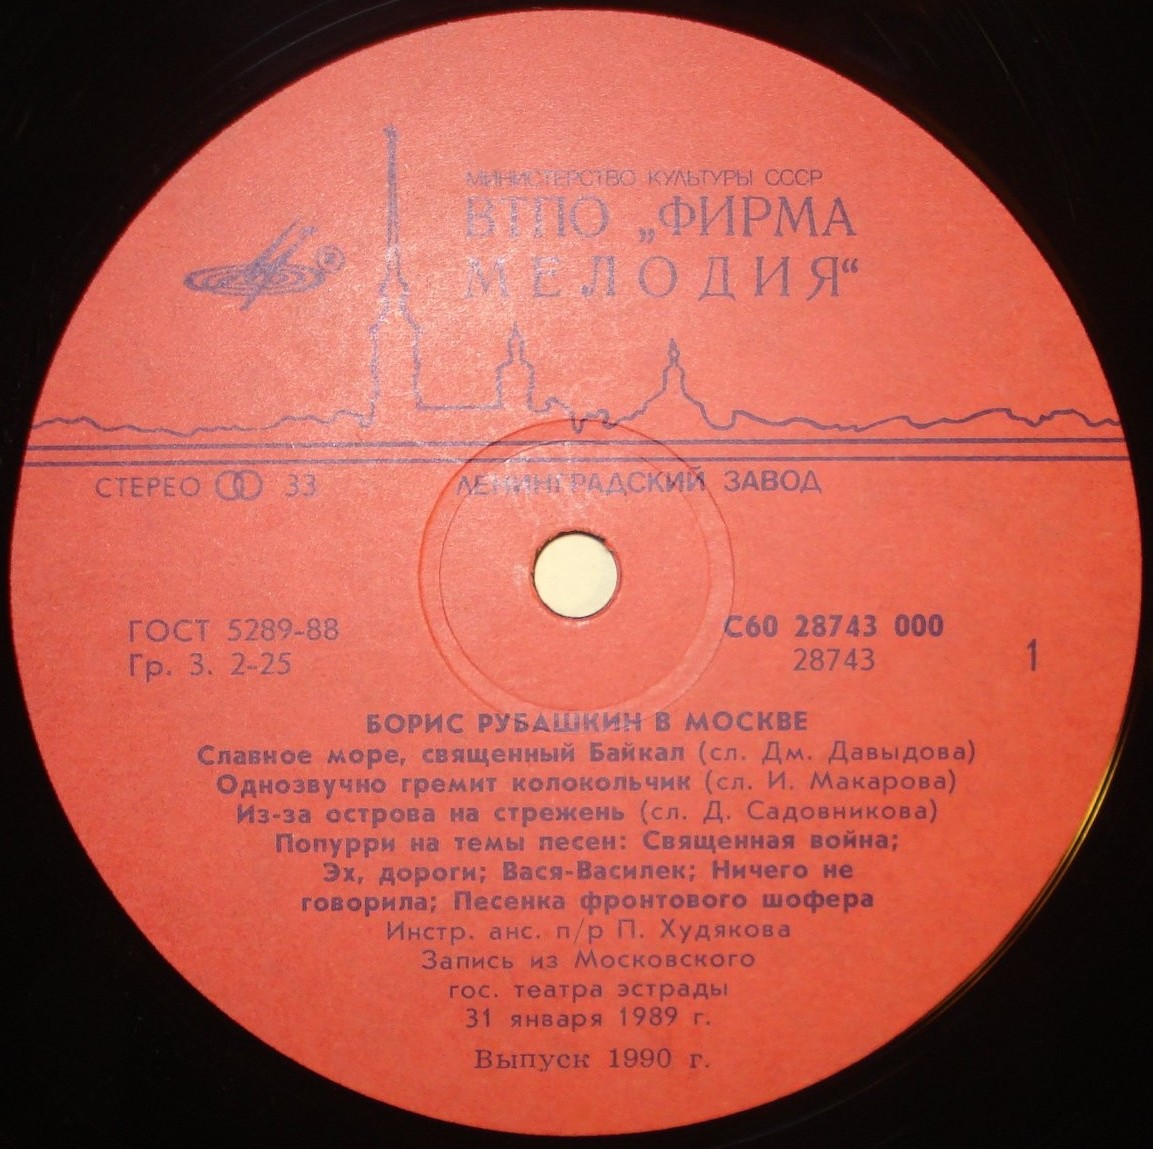 МИНИСТЕРСТВО КУЛЬТУРЫ СССР
ВТПО „ФИРМА
МЕЛОДИЯ“
СТЕРЕО 33
ЛЕНИНГРАДСКИЙ ЗАВОД
ГОСТ 5289-88
Гр. 3. 2-25
С60 28743 000
28743
1
БОРИС РУБАШКИН В МОСКВЕ
Славное море, священный Байкал (сл. Дм. Давыдова)
Однозвучно гремит колокольчик (сл. И. Макарова)
Из-за острова на стрежень (сл. Д. Садовникова)
Попурри на темы песен: Священная война;
Эх, дороги; Вася-Василек; Ничего не
говорила; Песенка фронтового шофера
Инстр. анс. п/р П. Худякова
Запись из Московского
гос. театра эстрады
31 января 1989 г.
Выпуск 1990 г.